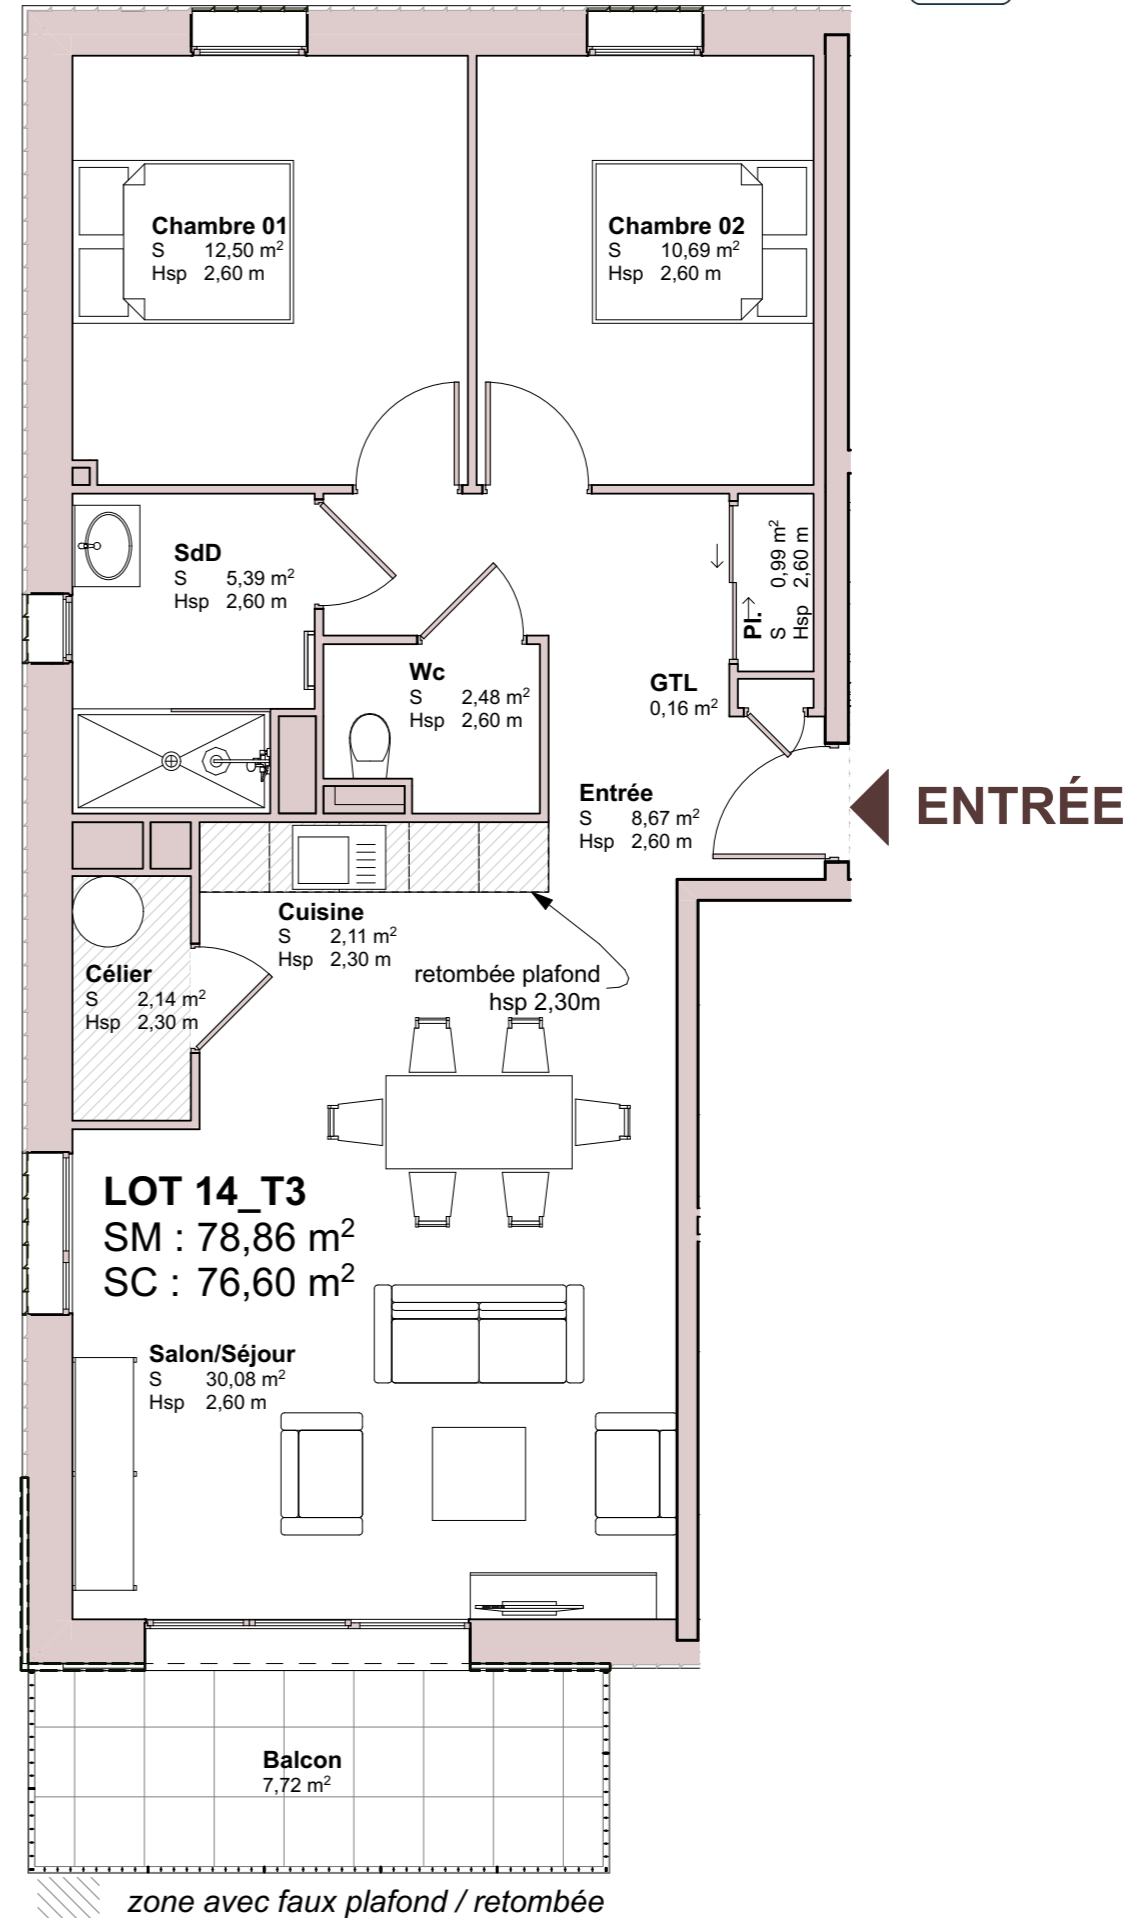 Chambre 01
S 12,50 m²
Hsp 2,60 m
Chambre 02
S 10,69 m²
Hsp 2,60 m
SdD
S 5,39 m²
Hsp 2,60 m
Pl.
S 0,99 m²
Hsp 2,60 m
Wc
S 2,48 m²
Hsp 2,60 m
GTL
0,16 m²
Entrée
S 8,67 m²
Hsp 2,60 m
ENTRÉE
Cuisine
S 2,11 m²
Hsp 2,30 m
retombée plafond
hsp 2,30m
Célier
S 2,14 m²
Hsp 2,30 m
LOT 14_T3
SM : 78,86 m²
SC : 76,60 m²
Salon/Séjour
S 30,08 m²
Hsp 2,60 m
Balcon
7,72 m²
zone avec faux plafond / retombée